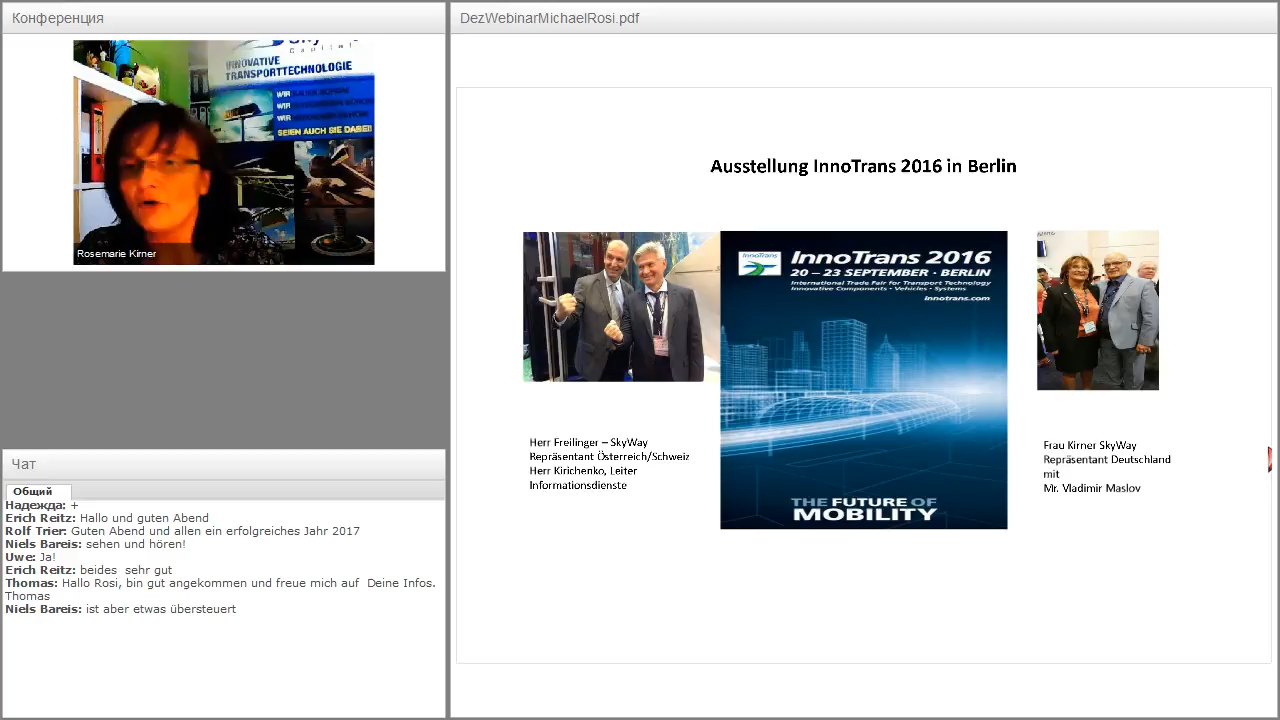 Конференция
INNOVATIVE
TRANSPORTTECHNOLOGIE
WIR
WIR
WIR
SEIEN AUCH SIE DABEI!
Rosemarie Kirner
Чат
Общий
Надежда: +
Erich Reitz: Hallo und guten Abend
Rolf Trier: Guten Abend und allen ein erfolgreiches Jahr 2017
Niels Bareis: sehen und hören!
Uwe: Ja!
Erich Reitz: beides  sehr gut
Thomas: Hallo Rosi, bin gut angekommen und freue mich auf  Deine Infos.
Thomas
Niels Bareis: ist aber etwas übersteuert
DezWebinarMichaelRosi.pdf
Ausstellung InnoTrans 2016 in Berlin
InnoTrans
InnoTrans 2016
20 – 23 SEPTEMBER · BERLIN
International Trade Fair for Transport Technology
Innovative Components · Vehicles · Systems
innotrans.com
THE FUTURE OF
MOBILITY
Herr Freilinger – SkyWay
Repräsentant Österreich/Schweiz
Herr Kirichenko, Leiter
Informationsdienste
Frau Kirner SkyWay
Repräsentant Deutschland
mit
Mr. Vladimir Maslov